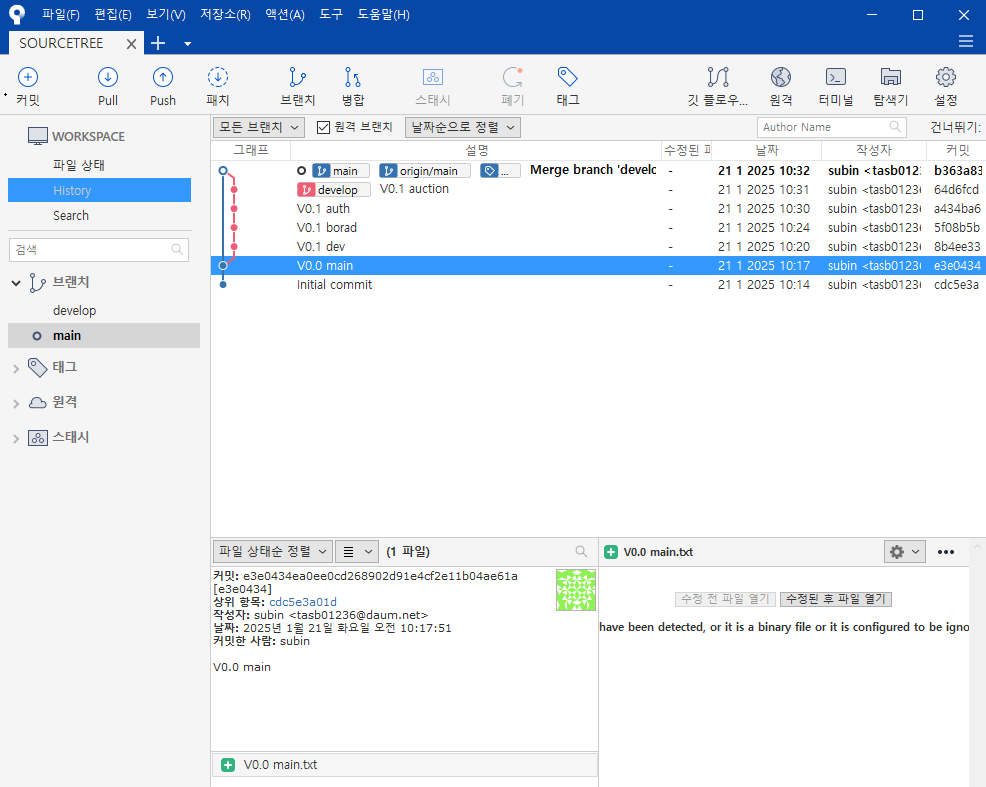 파일(F) 편집(E) 보기(V) 저장소(R) 액션(A) 도구 도움말(H)
SOURCETREE
커밋 Pull Push 패치 브랜치 병합 스태시 폐기 태그 깃 플로우... 원격 터미널 탐색기 설정
WORKSPACE
파일 상태
History
Search
검색
브랜치
develop
main
태그
원격
스태시
모든 브랜치 원격 브랜치 날짜순으로 정렬 Author Name 건너뛰기:
그래프 설명 수정된 파 날짜 작성자 커밋
main origin/main ... Merge branch 'develo - 21 1 2025 10:32 subin <tasb0123 b363a83
develop V0.1 auction - 21 1 2025 10:31 subin <tasb01236 64d6fcd
V0.1 auth - 21 1 2025 10:30 subin <tasb01236 a434ba6
V0.1 borad - 21 1 2025 10:24 subin <tasb01236 5f08b5b
V0.1 dev - 21 1 2025 10:20 subin <tasb01236 8b4ee33
V0.0 main - 21 1 2025 10:17 subin <tasb01236 e3e0434
Initial commit - 21 1 2025 10:14 subin <tasb01236 cdc5e3a
파일 상태순 정렬 (1 파일)
커밋: e3e0434ea0ee0cd268902d91e4cf2e11b04ae61a
[e3e0434]
상위 항목: cdc5e3a01d
작성자: subin <tasb01236@daum.net>
날짜: 2025년 1월 21일 화요일 오전 10:17:51
커밋한 사람: subin
V0.0 main
V0.0 main.txt
V0.0 main.txt
수정 전 파일 열기 수정된 후 파일 열기
have been detected, or it is a binary file or it is configured to be igno